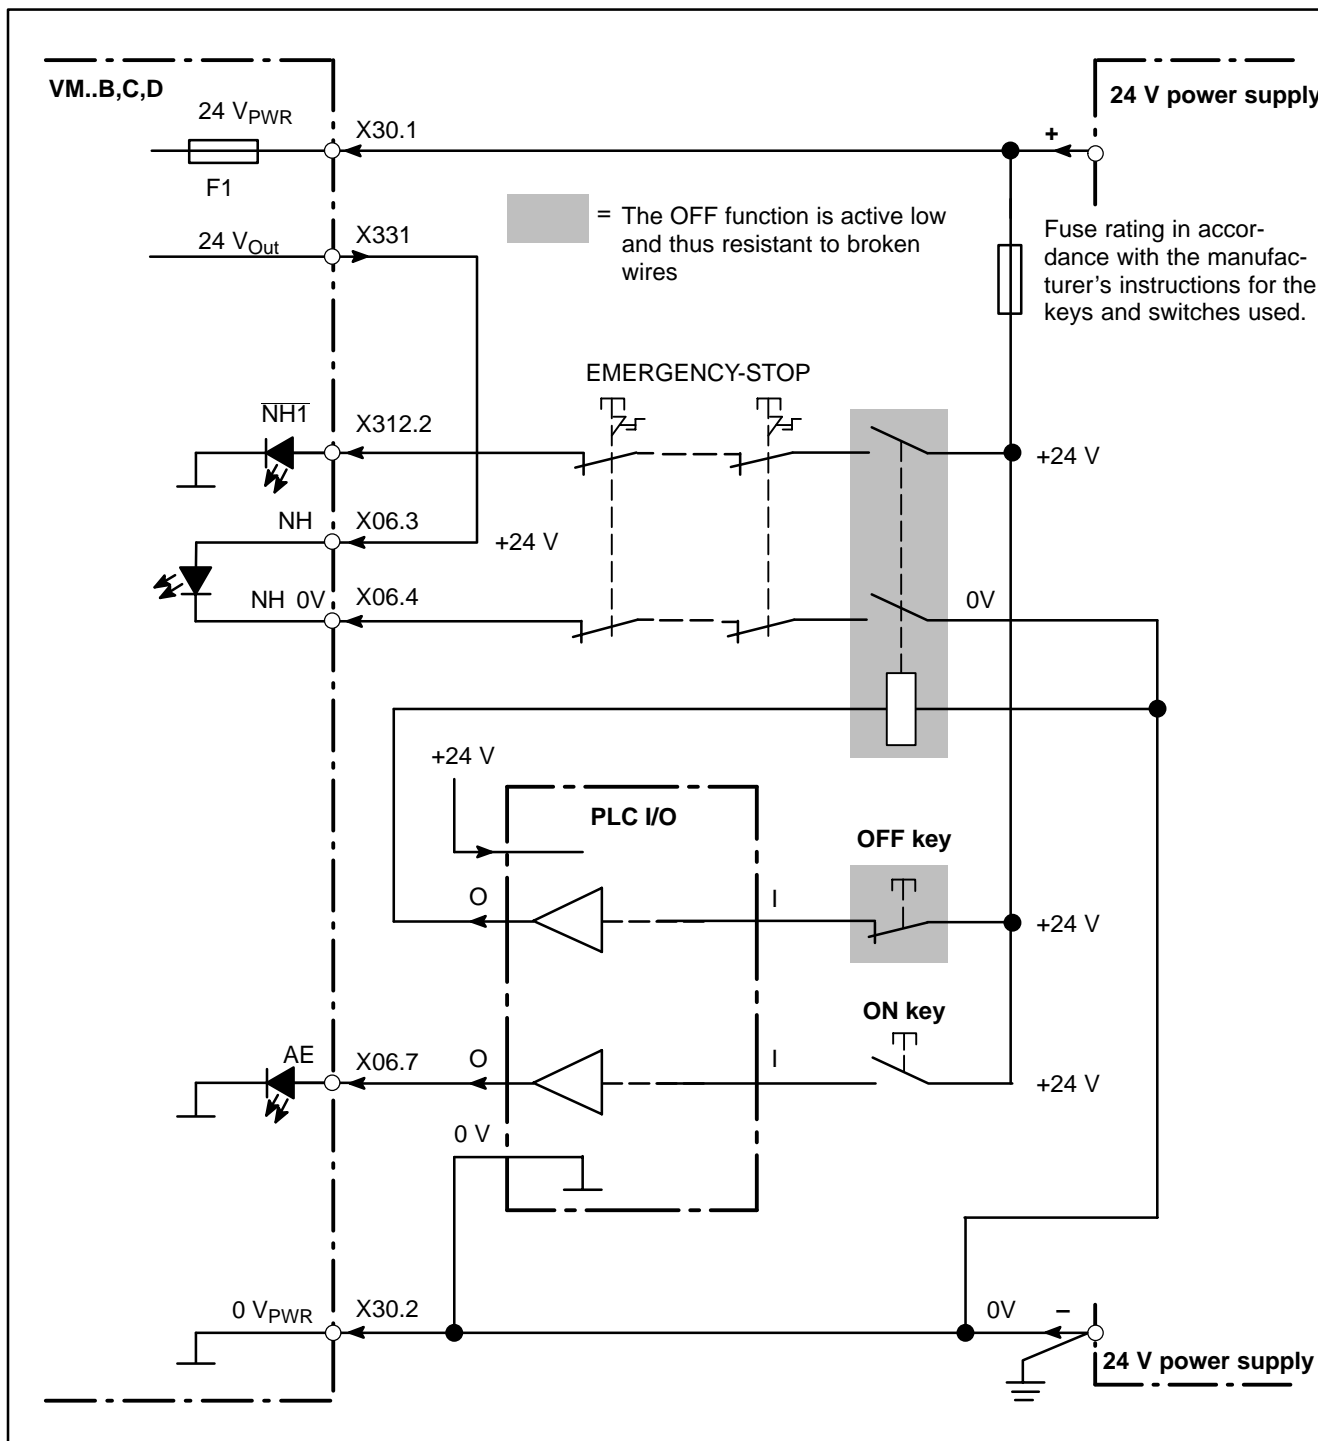 VM..B,C,D
24 V power supply
24 VPWR
X30.1
+
F1
= The OFF function is active low
and thus resistant to broken
wires
Fuse rating in accor-
dance with the manufac-
turer's instructions for the
keys and switches used.
24 VOut
X331
EMERGENCY-STOP
NH1
X312.2
+24 V
NH
X06.3
+24 V
NH 0V
X06.4
0V
+24 V
PLC I/O
OFF key
O
I
+24 V
ON key
AE
X06.7
O
I
+24 V
0 V
0 VPWR
X30.2
0V
–
24 V power supply